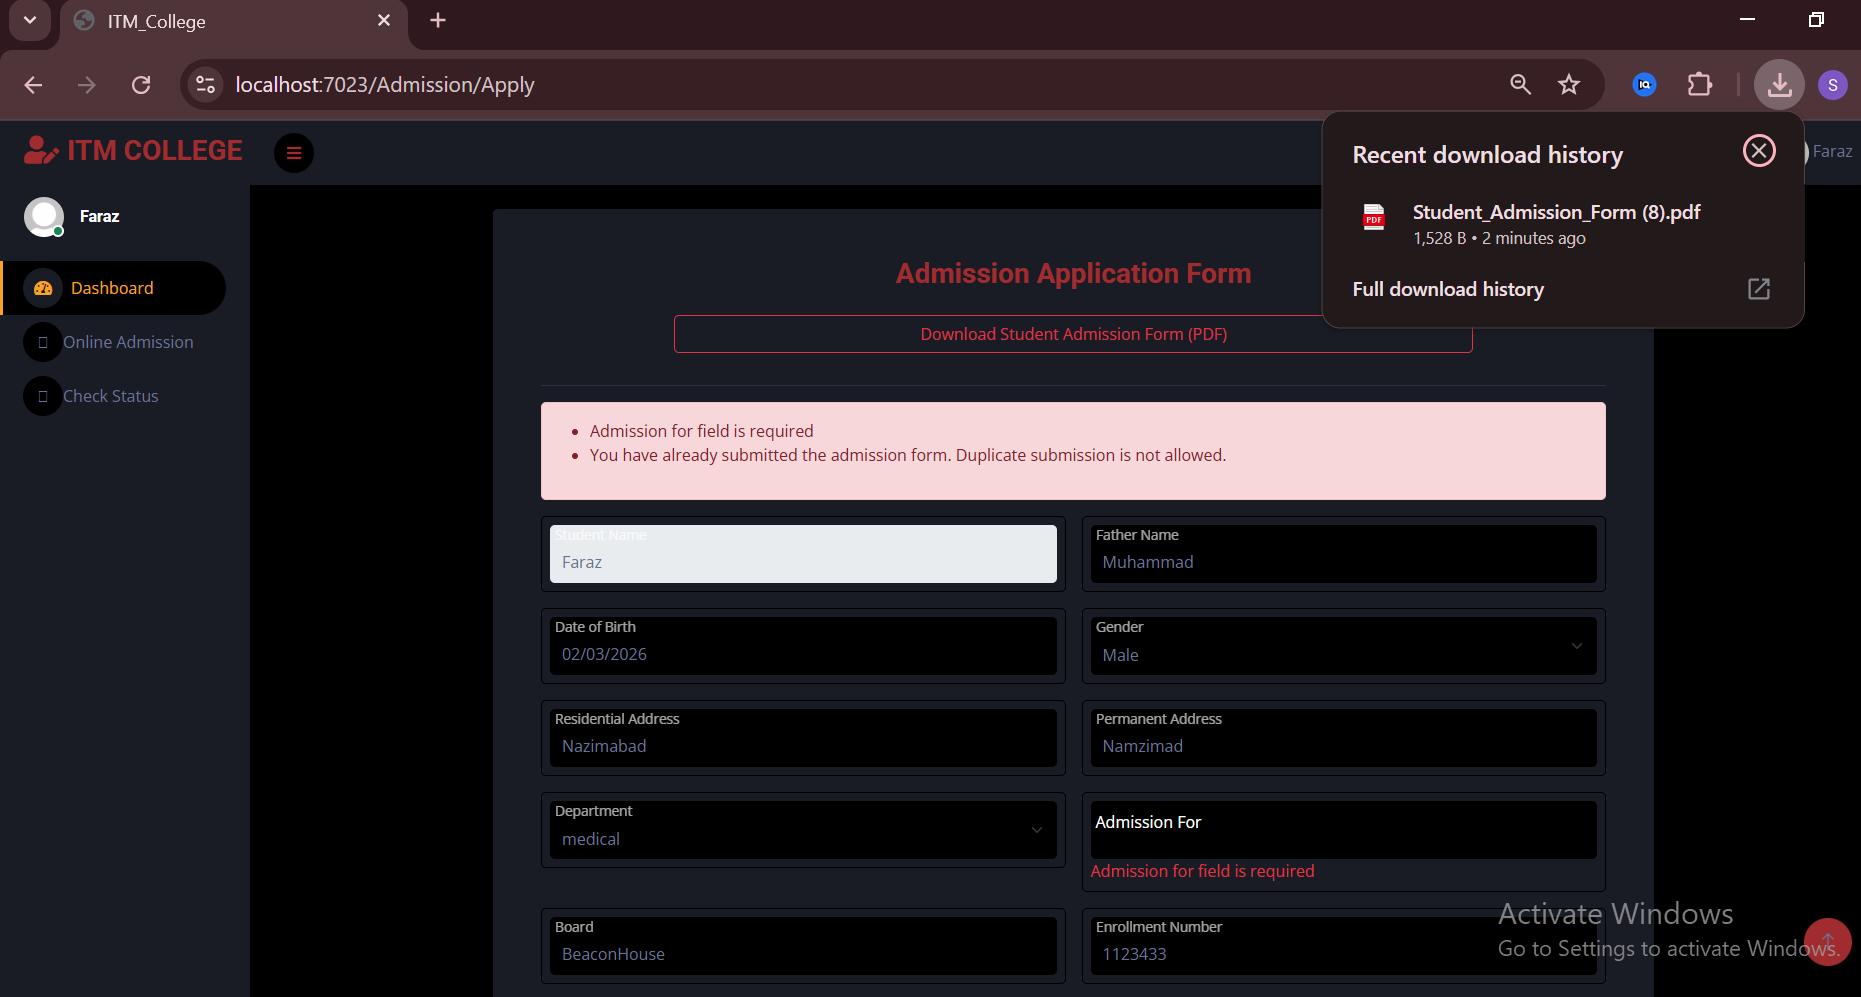 ITM_College
localhost:7023/Admission/Apply
S
ITM COLLEGE
Faraz
Recent download history
PDF
Student_Admission_Form (8).pdf
1,528 B • 2 minutes ago
Full download history
Faraz
Dashboard
Online Admission
Check Status
Admission Application Form
Download Student Admission Form (PDF)
Admission for field is required
You have already submitted the admission form. Duplicate submission is not allowed.
Student Name
Faraz
Father Name
Muhammad
Date of Birth
02/03/2026
Gender
Male
Residential Address
Nazimabad
Permanent Address
Namzimad
Department
medical
Admission For
Admission for field is required
Board
BeaconHouse
Enrollment Number
1123433
Activate Windows
Go to Settings to activate Windows.